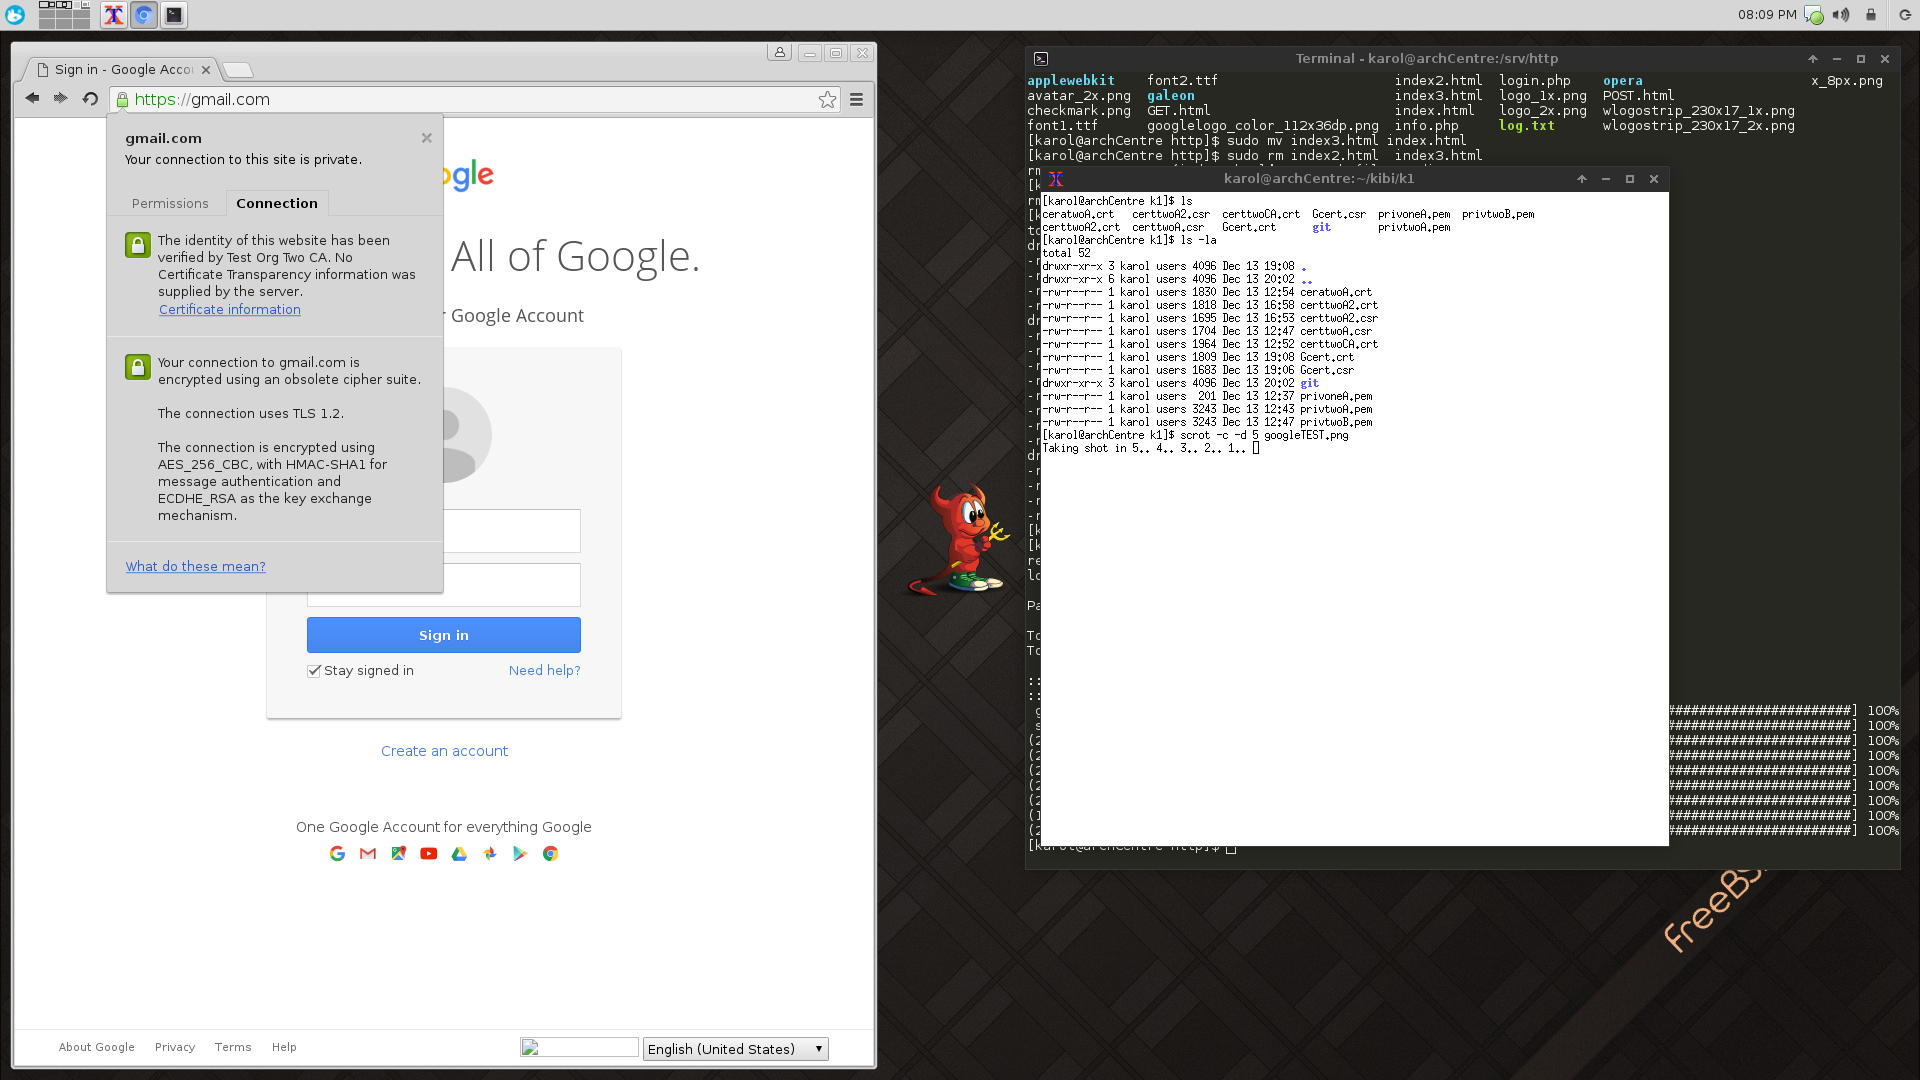 08:09 PM
Sign in - Google Accou
https://gmail.com
gmail.com
Your connection to this site is private.
Permissions
Connection
The identity of this website has been
verified by Test Org Two CA. No
Certificate Transparency information was
supplied by the server.
Certificate information
Your connection to gmail.com is
encrypted using an obsolete cipher suite.
The connection uses TLS 1.2.
The connection is encrypted using
AES_256_CBC, with HMAC-SHA1 for
message authentication and
ECDHE_RSA as the key exchange
mechanism.
What do these mean?
ogle
All of Google.
Google Account
Sign in
Stay signed in
Need help?
Create an account
One Google Account for everything Google
About Google
Privacy
Terms
Help
English (United States)
Terminal - karol@archCentre:/srv/http
applewebkit font2.ttf index2.html login.php opera x_8px.png
avatar_2x.png galeon index3.html logo_1x.png POST.html
checkmark.png GET.html index.html logo_2x.png wlogostrip_230x17_1x.png
font1.ttf googlelogo_color_112x36dp.png info.php log.txt wlogostrip_230x17_2x.png
[karol@archCentre http]$ sudo mv index3.html index.html
[karol@archCentre http]$ sudo rm index2.html index3.html
karol@archCentre:~/kibi/k1
[karol@archCentre k1]$ ls
ceratwoA.crt certtwoA2.csr certtwoCA.crt Gcert.csr privoneA.pem privtwoB.pem
certtwoA2.crt certtwoA.csr Gcert.crt git privtwoA.pem
[karol@archCentre k1]$ ls -la
total 52
drwxr-xr-x 3 karol users 4096 Dec 13 19:08 .
drwxr-xr-x 6 karol users 4096 Dec 13 20:02 ..
-rw-r--r-- 1 karol users 1830 Dec 13 12:54 ceratwoA.crt
-rw-r--r-- 1 karol users 1818 Dec 13 16:58 certtwoA2.crt
-rw-r--r-- 1 karol users 1695 Dec 13 16:53 certtwoA2.csr
-rw-r--r-- 1 karol users 1704 Dec 13 12:47 certtwoA.csr
-rw-r--r-- 1 karol users 1964 Dec 13 12:52 certtwoCA.crt
-rw-r--r-- 1 karol users 1809 Dec 13 19:08 Gcert.crt
-rw-r--r-- 1 karol users 1683 Dec 13 19:06 Gcert.csr
drwxr-xr-x 3 karol users 4096 Dec 13 20:02 git
-rw-r--r-- 1 karol users 201 Dec 13 12:37 privoneA.pem
-rw-r--r-- 1 karol users 3243 Dec 13 12:43 privtwoA.pem
-rw-r--r-- 1 karol users 3243 Dec 13 12:47 privtwoB.pem
[karol@archCentre k1]$ scrot -c -d 5 googleTEST.png
Taking shot in 5.. 4.. 3.. 2.. 1..
#######################] 100%
#######################] 100%
#######################] 100%
#######################] 100%
#######################] 100%
#######################] 100%
#######################] 100%
#######################] 100%
#######################] 100%
[karol@archCentre http]$
FreeBS